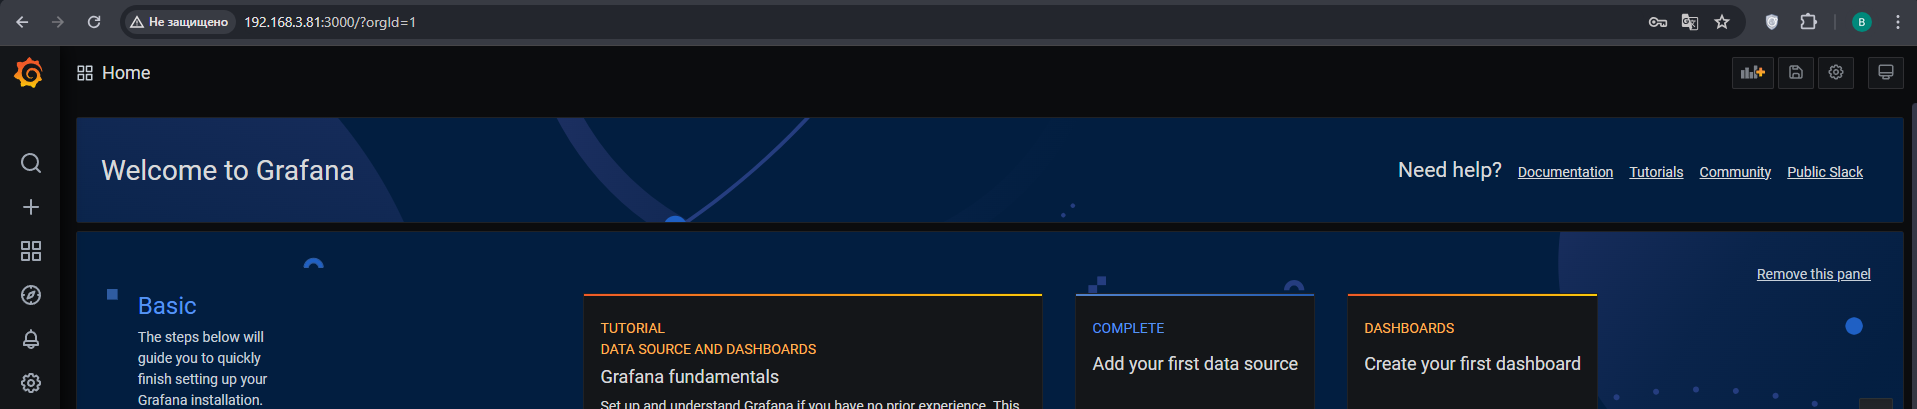 Не защищено
192.168.3.81:3000/?orgId=1
B
Home
Welcome to Grafana
Need help? Documentation Tutorials Community Public Slack
Remove this panel
Basic
The steps below will
guide you to quickly
finish setting up your
Grafana installation.
TUTORIAL
DATA SOURCE AND DASHBOARDS
Grafana fundamentals
Set up and understand Grafana if you have no prior experience. This
COMPLETE
Add your first data source
DASHBOARDS
Create your first dashboard